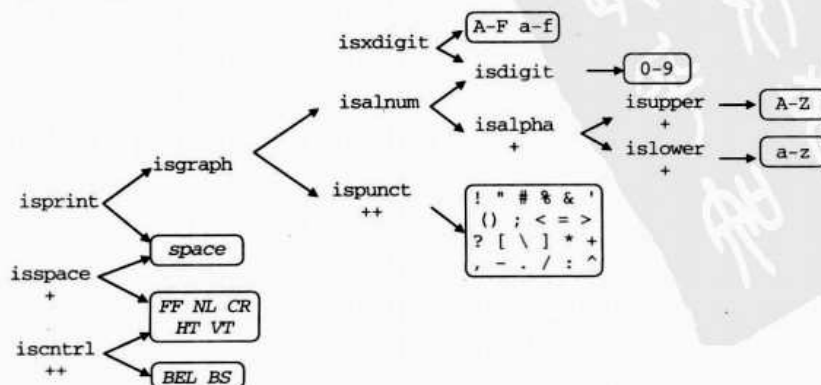 isxdigit
A-F a-f
isdigit
0-9
isalnum
isupper
+
A-Z
isalpha
+
islower
+
a-z
isgraph
ispunct
++
! " # % & '
() ; < = >
? [ \ ] * +
, - . / : ^
isprint
space
isspace
+
FF NL CR
HT VT
iscntrl
++
BEL BS